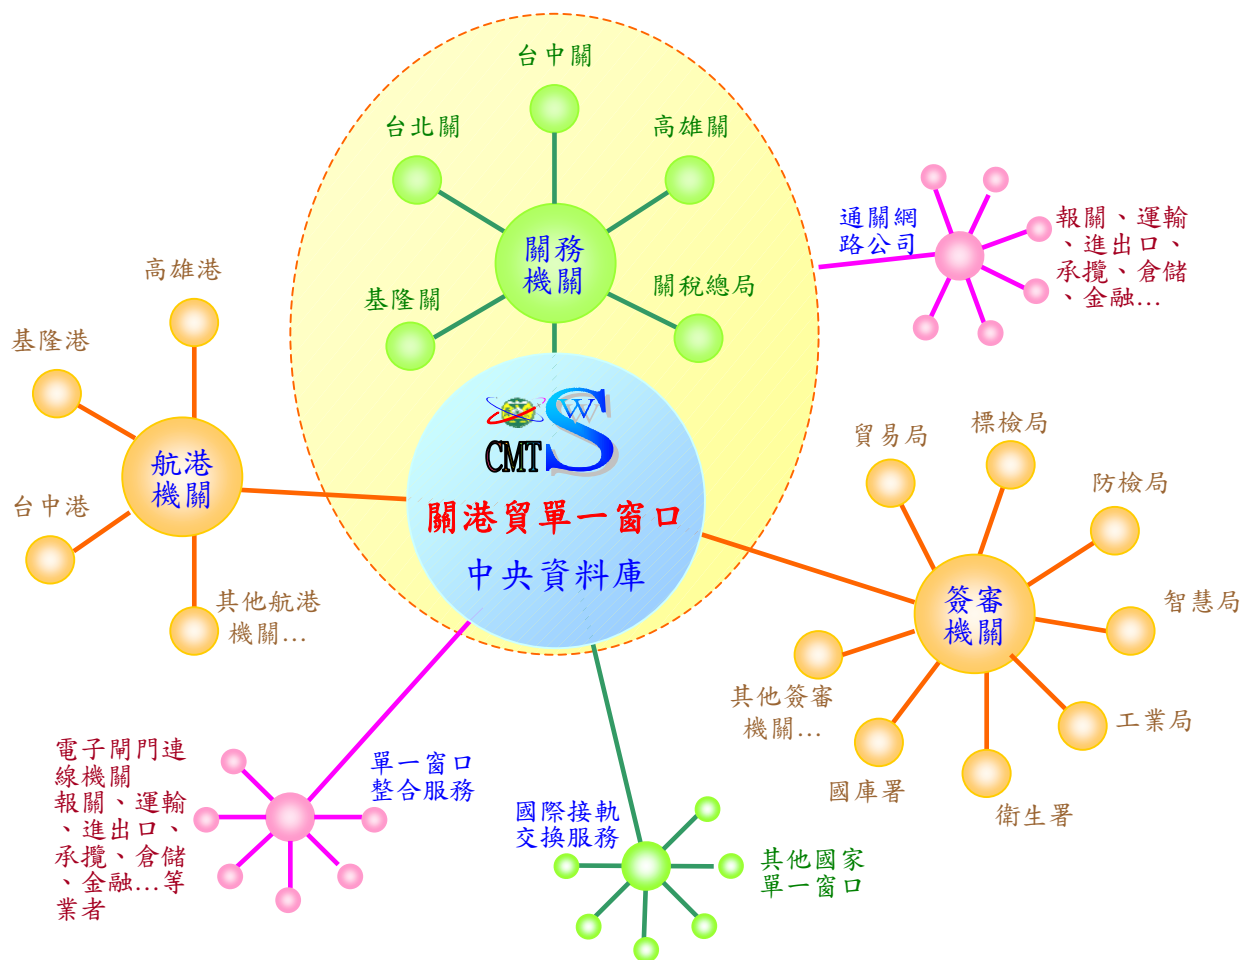 台中關
台北關
高雄關
關務
機關
基隆關
關稅總局
通關網
路公司
報關、運輸
、進出口、
承攬、倉儲
、金融...
高雄港
基隆港
航港
機關
台中港
其他航港
機關...
S
W
CMT
關港貿單一窗口
中央資料庫
貿易局
標檢局
防檢局
智慧局
簽審
機關
其他簽審
機關...
國庫署
衛生署
工業局
電子閘門連
線機關
報關、運輸
、進出口、
承攬、倉儲
、金融...等
業者
單一窗口
整合服務
國際接軌
交換服務
其他國家
單一窗口